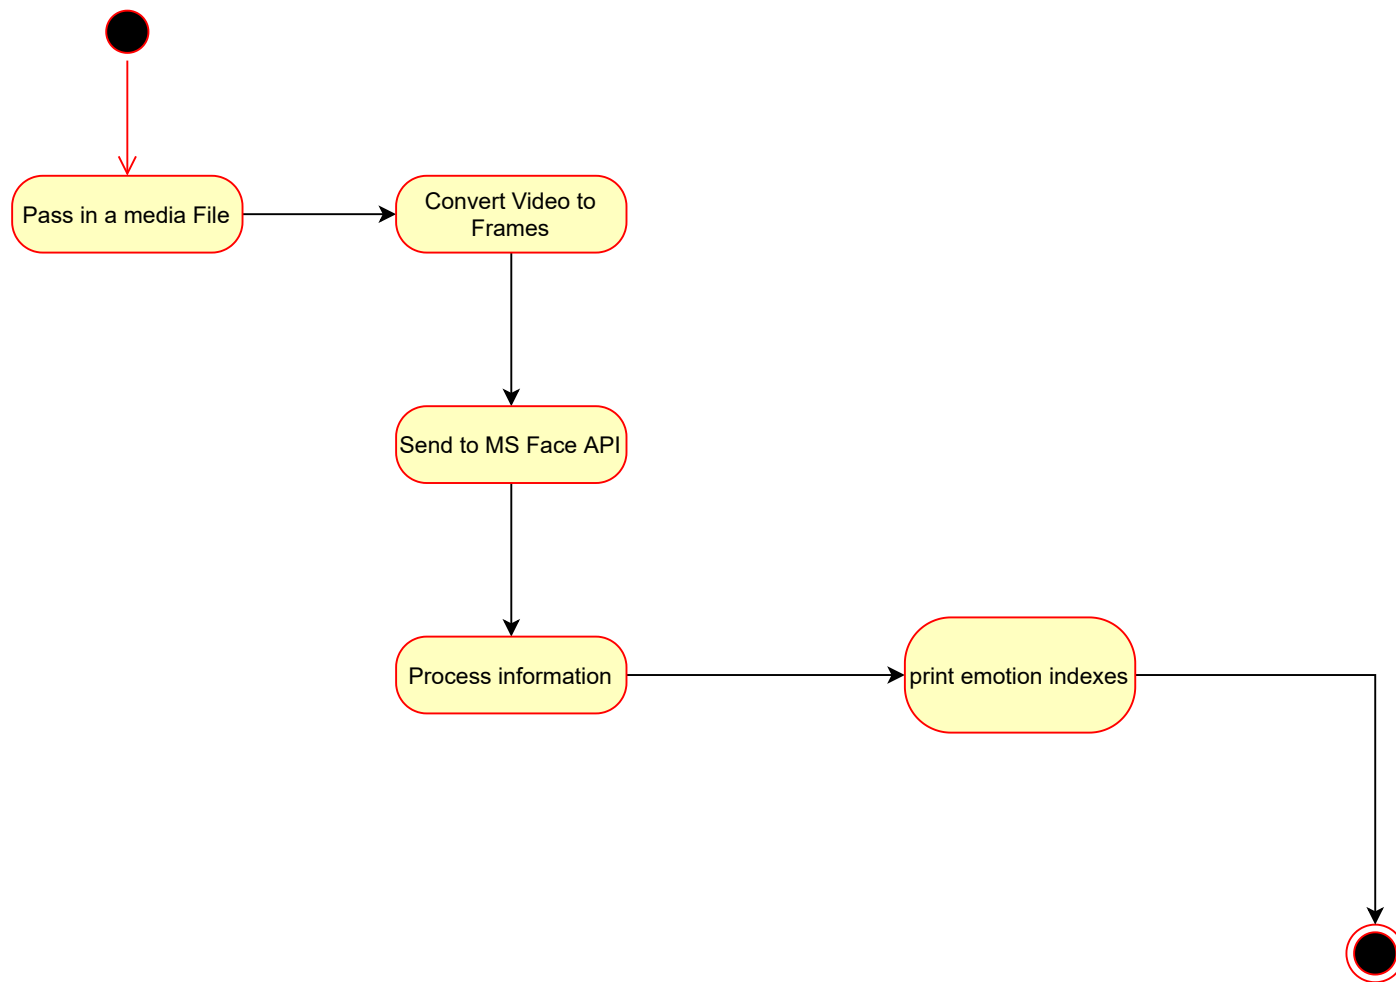 Pass in a media File
Convert Video to
Frames
Send to MS Face API
Process information
print emotion indexes